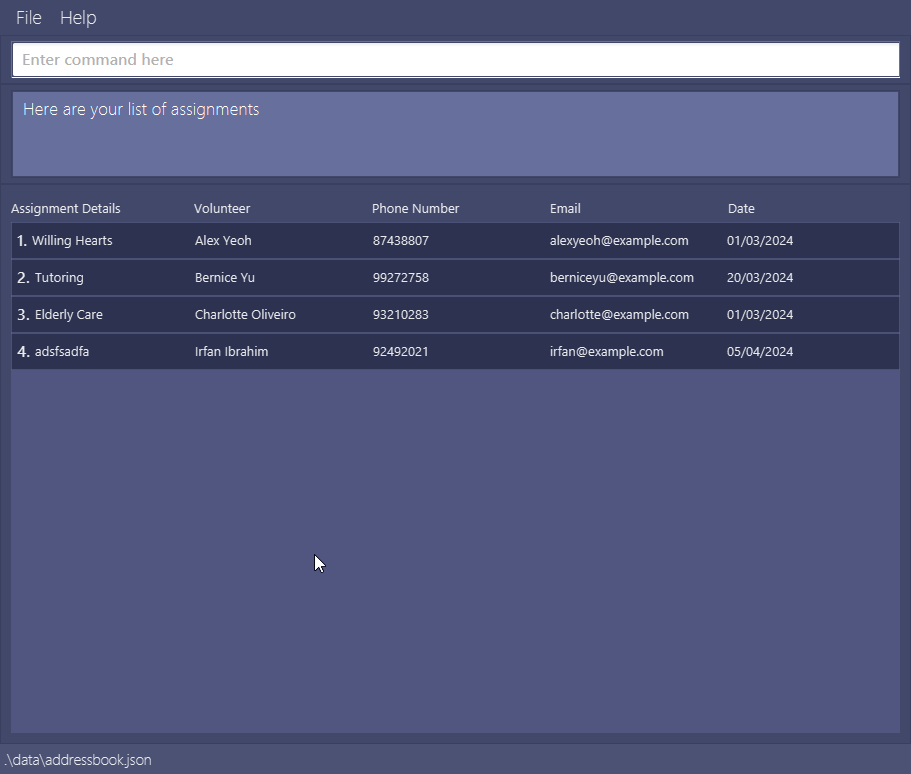 File Help
Enter command here
Here are your list of assignments
Assignment Details Volunteer Phone Number Email Date
1. Willing Hearts Alex Yeoh 87438807 alexyeoh@example.com 01/03/2024
2. Tutoring Bernice Yu 99272758 berniceyu@example.com 20/03/2024
3. Elderly Care Charlotte Oliveiro 93210283 charlotte@example.com 01/03/2024
4. adsfsadfa Irfan Ibrahim 92492021 irfan@example.com 05/04/2024
.\data\addressbook.json